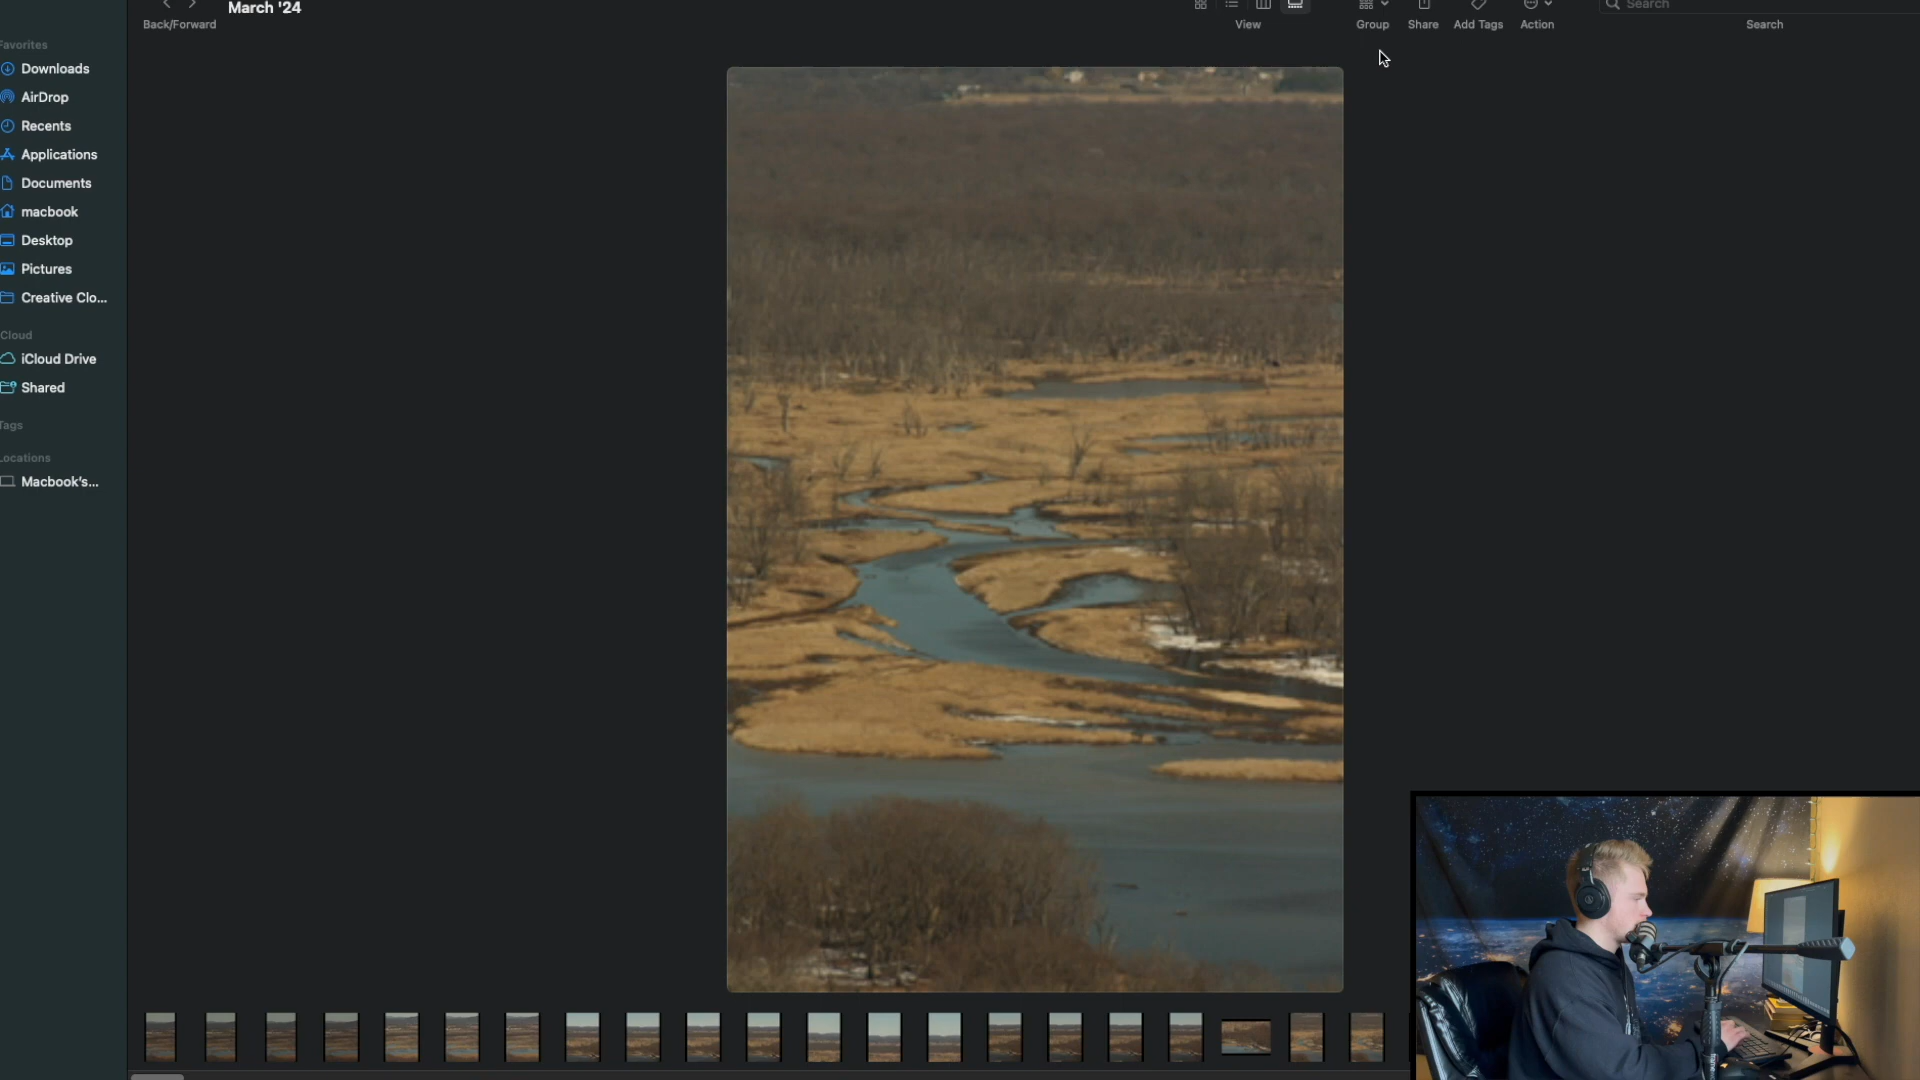 March '24
Back/Forward
View
Group
Share
Add Tags
Action
Search
Search
Favorites
Downloads
AirDrop
Recents
Applications
Documents
macbook
Desktop
Pictures
Creative Clo...
Cloud
iCloud Drive
Shared
Tags
Locations
Macbook's...